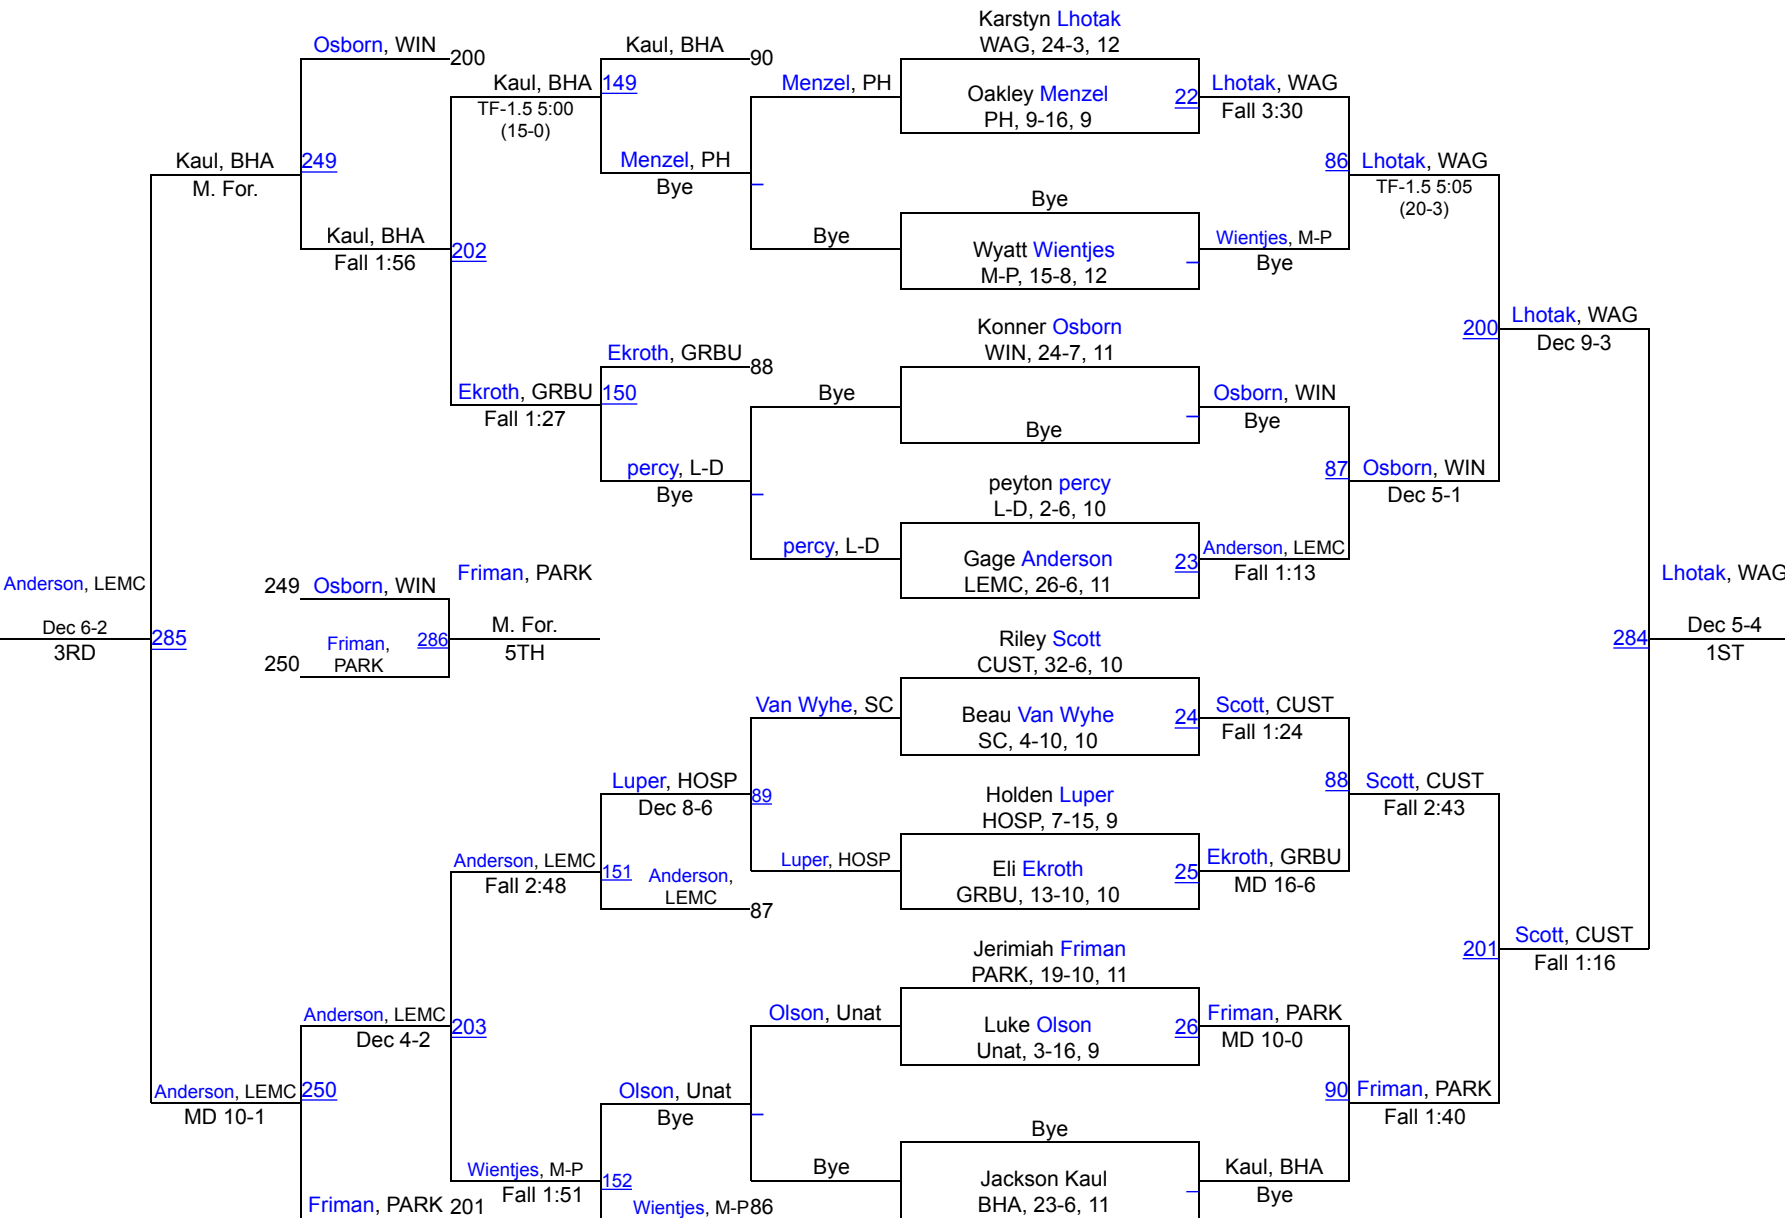 Karstyn Lhotak
WAG, 24-3, 12
Oakley Menzel
PH, 9-16, 9
22
Bye
Wyatt Wientjes
M-P, 15-8, 12
–
Konner Osborn
WIN, 24-7, 11
Bye
–
peyton percy
L-D, 2-6, 10
Gage Anderson
LEMC, 26-6, 11
23
Riley Scott
CUST, 32-6, 10
Beau Van Wyhe
SC, 4-10, 10
24
Holden Luper
HOSP, 7-15, 9
Eli Ekroth
GRBU, 13-10, 10
25
Jerimiah Friman
PARK, 19-10, 11
Luke Olson
Unat, 3-16, 9
26
Bye
Jackson Kaul
BHA, 23-6, 11
–
Lhotak, WAG
Fall 3:30
86
Wientjes, M-P
Bye
Osborn, WIN
Bye
87
Anderson, LEMC
Fall 1:13
Scott, CUST
Fall 1:24
88
Ekroth, GRBU
MD 16-6
Friman, PARK
MD 10-0
90
Kaul, BHA
Bye
Lhotak, WAG
TF-1.5 5:05
(20-3)
200
Osborn, WIN
Dec 5-1
Scott, CUST
Fall 2:43
201
Friman, PARK
Fall 1:40
Lhotak, WAG
Dec 9-3
284
Scott, CUST
Fall 1:16
Lhotak, WAG
Dec 5-4
1ST
Menzel, PH
–
Bye
Bye
–
percy, L-D
Van Wyhe, SC
89
Luper, HOSP
Olson, Unat
–
Bye
Kaul, BHA
90
149
Menzel, PH
Bye
Ekroth, GRBU
88
150
percy, L-D
Bye
Luper, HOSP
Dec 8-6
151
Anderson,
LEMC
87
Olson, Unat
Bye
152
Wientjes, M-P
86
Kaul, BHA
TF-1.5 5:00
(15-0)
202
Ekroth, GRBU
Fall 1:27
Anderson, LEMC
Fall 2:48
203
Wientjes, M-P
Fall 1:51
Osborn, WIN
200
249
Kaul, BHA
Fall 1:56
Anderson, LEMC
Dec 4-2
250
Friman, PARK
201
Kaul, BHA
M. For.
285
Anderson, LEMC
MD 10-1
Anderson, LEMC
Dec 6-2
3RD
249
Osborn, WIN
250
Friman,
PARK
286
Friman, PARK
M. For.
5TH